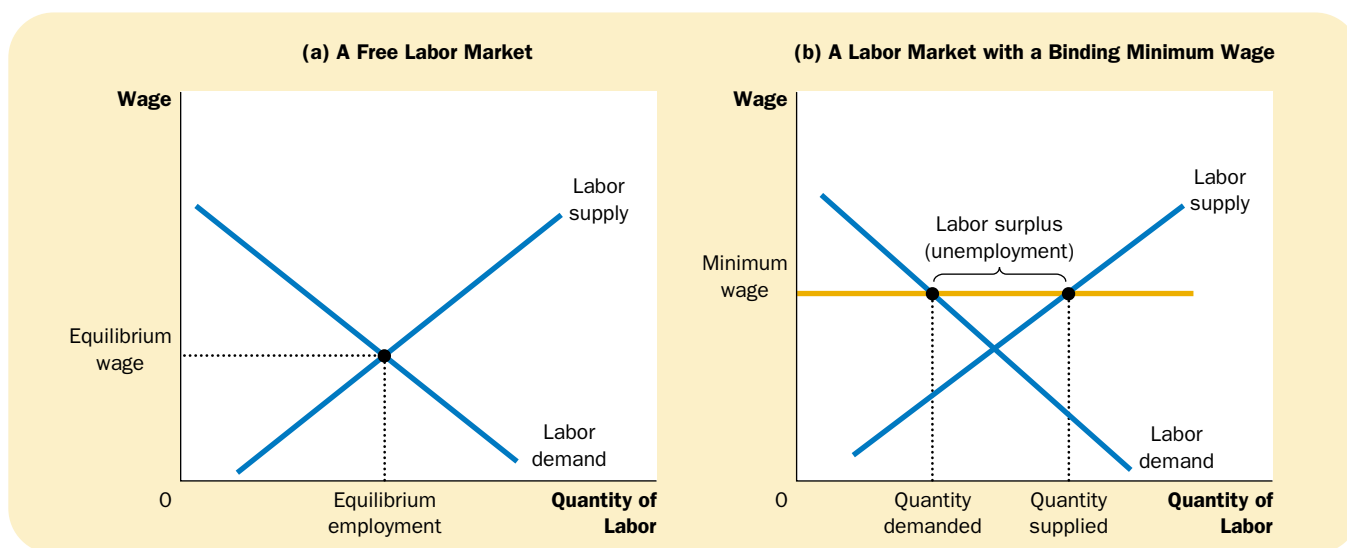 (a) A Free Labor Market
Wage
Labor
supply
Equilibrium
wage
Labor
demand
0
Equilibrium
employment
Quantity of
Labor
(b) A Labor Market with a Binding Minimum Wage
Wage
Labor
supply
Labor surplus
(unemployment)
Minimum
wage
Labor
demand
0
Quantity
demanded
Quantity
supplied
Quantity of
Labor